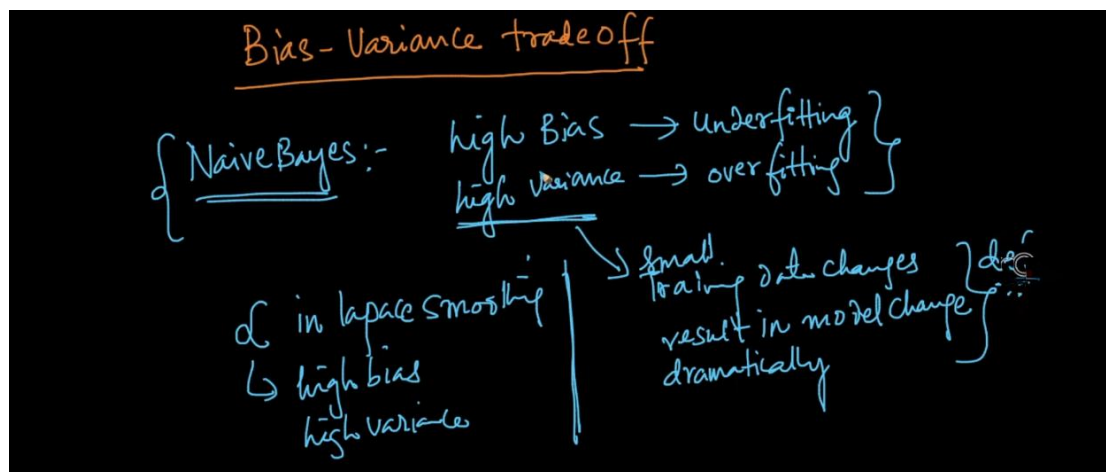 Bias-Variance tradeoff
Naive Bayes:- high Bias → Underfitting
high variance → overfitting
small.
Training data changes
result in model change
dramatically
α in lapace smoothing
↳ high bias
high variance